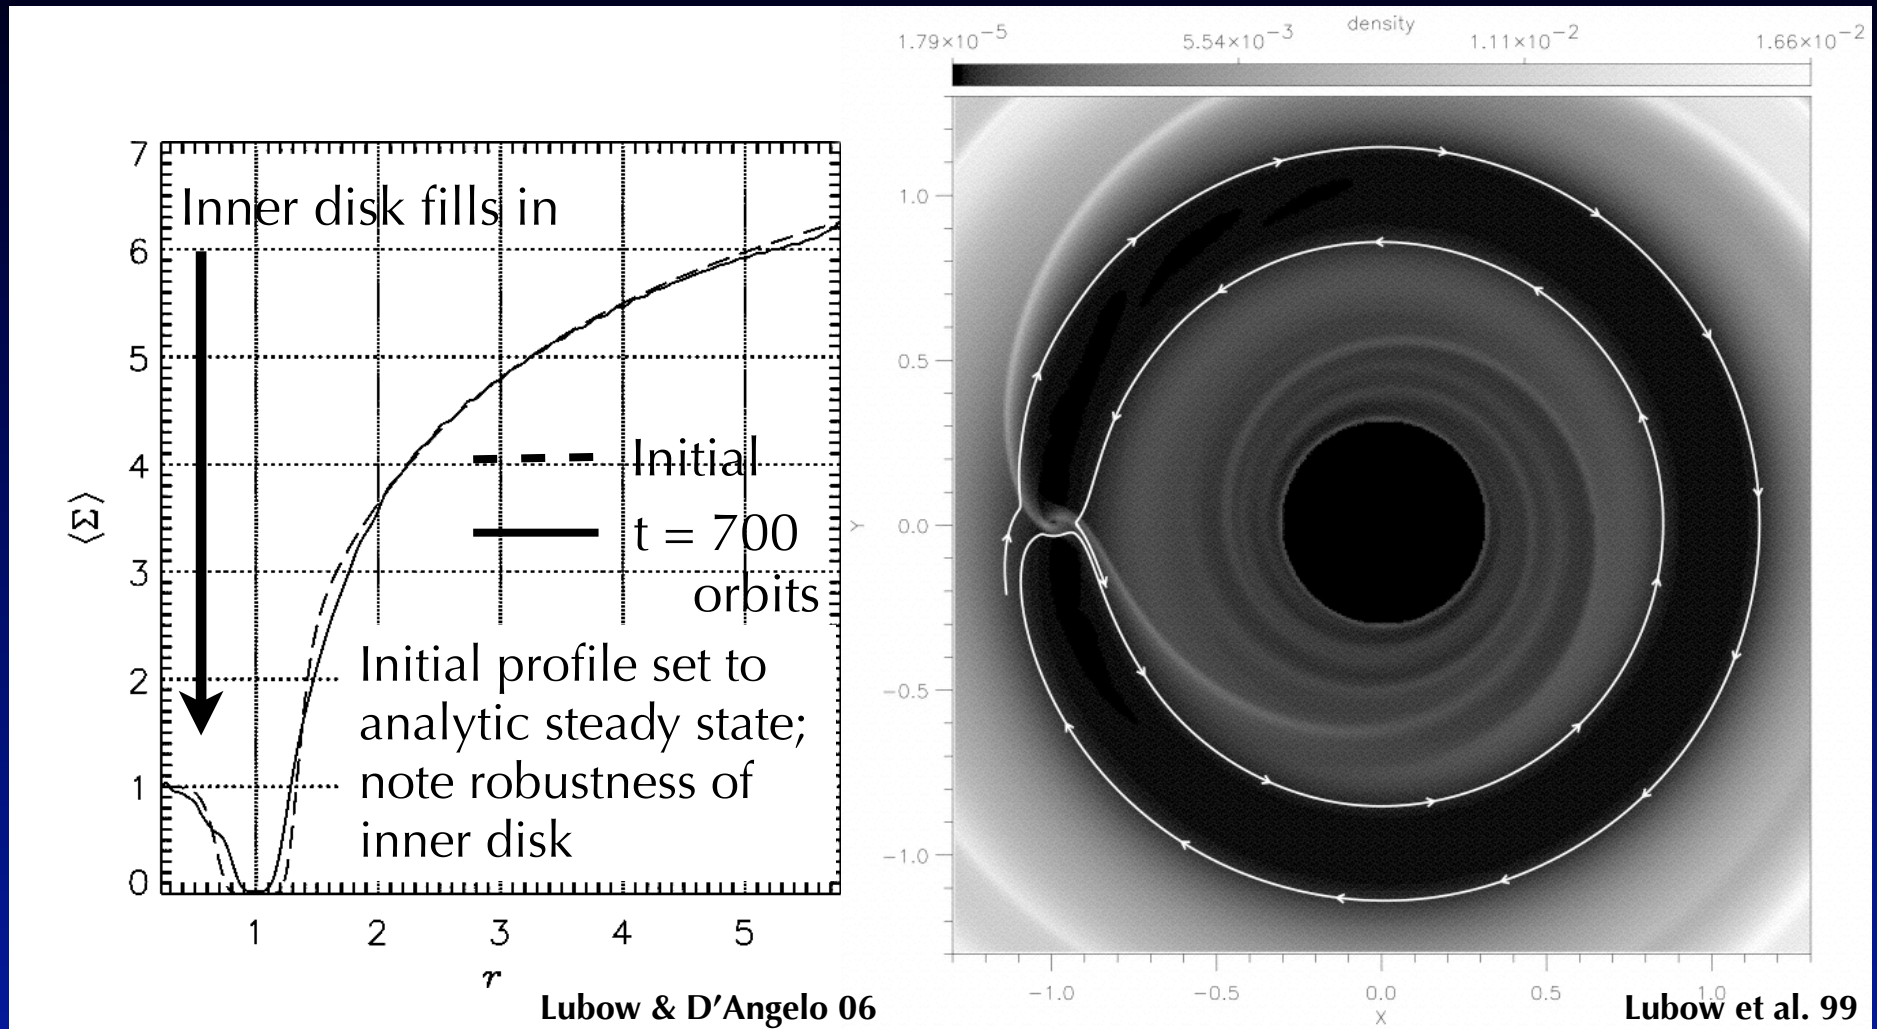 density
1.79×10⁻⁵ 5.54×10⁻³ 1.11×10⁻² 1.66×10⁻²
7
6
5
4
3
2
1
0
⟨Σ⟩
Inner disk fills in
Initial
t = 700
orbits
Initial profile set to
analytic steady state;
note robustness of
inner disk
1 2 3 4 5
r
Lubow & D'Angelo 06
1.0
0.5
0.0
-0.5
-1.0
Y
-1.0 -0.5 0.0 0.5 1.0
X
Lubow et al. 99